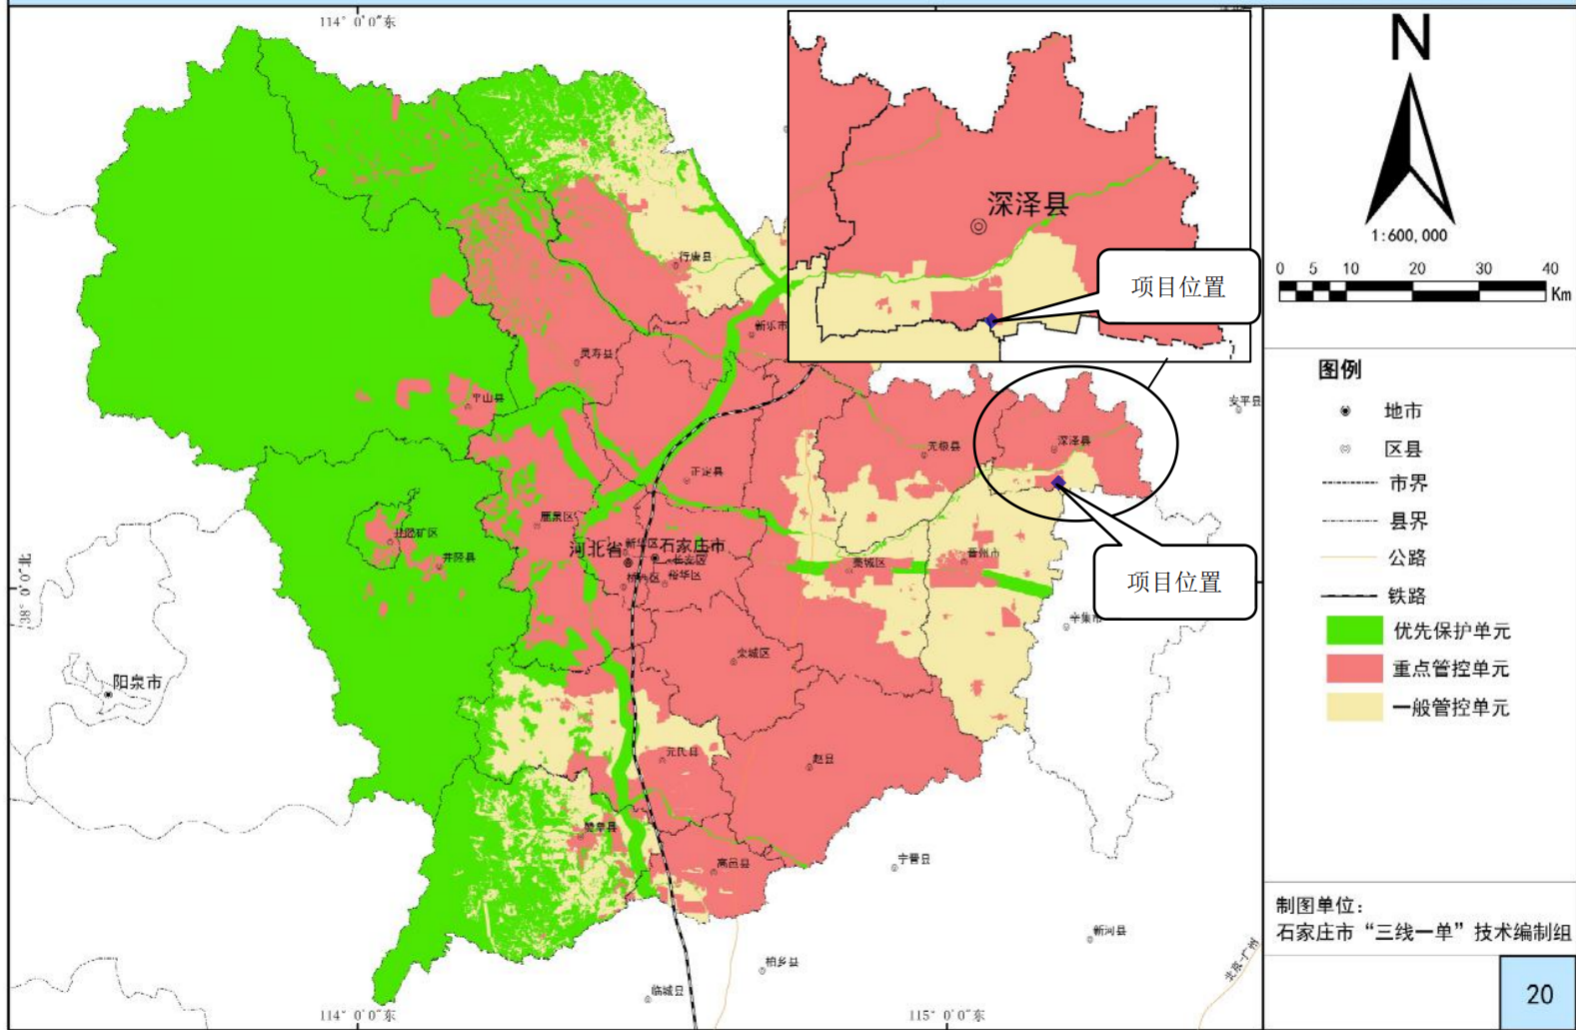 114° 0′0″东
N
1:600,000
0 5 10 20 30 40
Km
深泽县
项目位置
行唐县
新乐市
灵寿县
平山县
安平县
无极县
深泽县
正定县
鹿泉区
井陉矿区
井陉县
河北省
新华区
石家庄市
长安区
桥西区
裕华区
藁城区
晋州市
项目位置
辛集市
38° 0′0″北
栾城区
阳泉市
元氏县
赵县
赞皇县
高邑县
宁晋县
新河县
柏乡县
临城县
北京-广州
114° 0′0″东
115° 0′0″东
图例
地市
区县
市界
县界
公路
铁路
优先保护单元
重点管控单元
一般管控单元
制图单位：
石家庄市“三线一单”技术编制组
20